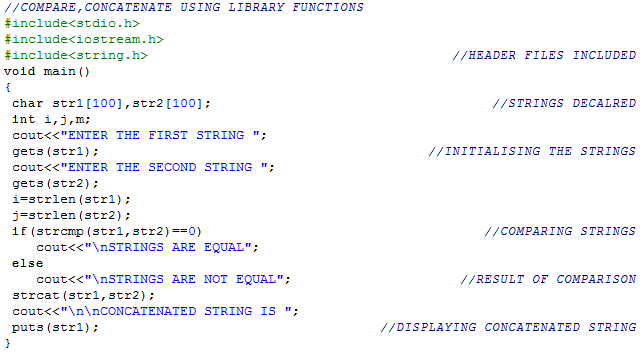 //COMPARE,CONCATENATE USING LIBRARY FUNCTIONS
#include<stdio.h>
#include<iostream.h>
#include<string.h> //HEADER FILES INCLUDED
void main()
{
char str1[100],str2[100]; //STRINGS DECALRED
int i,j,m;
cout<<"ENTER THE FIRST STRING ";
gets(str1); //INITIALISING THE STRINGS
cout<<"ENTER THE SECOND STRING ";
gets(str2);
i=strlen(str1);
j=strlen(str2);
if(strcmp(str1,str2)==0) //COMPARING STRINGS
cout<<"\nSTRINGS ARE EQUAL";
else
cout<<"\nSTRINGS ARE NOT EQUAL"; //RESULT OF COMPARISON
strcat(str1,str2);
cout<<"\n\nCONCATENATED STRING IS ";
puts(str1); //DISPLAYING CONCATENATED STRING
}